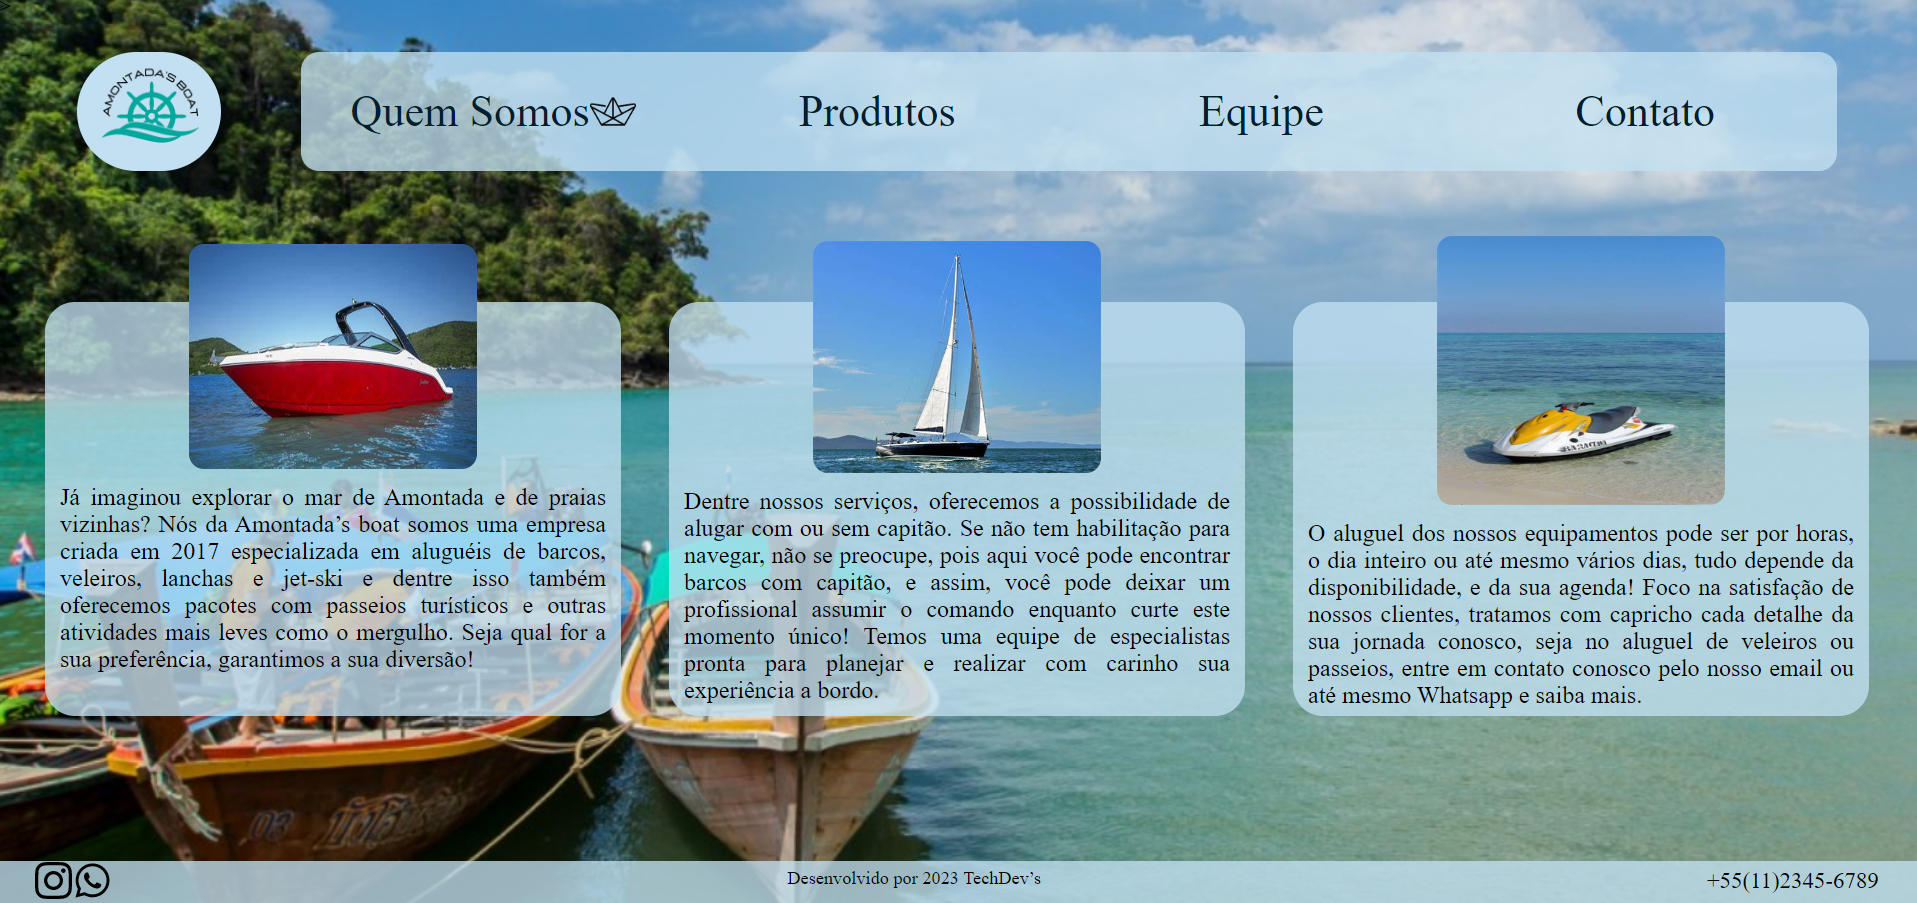 >
AMONTADA'S BOAT
Quem Somos
Produtos
Equipe
Contato
Já imaginou explorar o mar de Amontada e de praias
vizinhas? Nós da Amontada’s boat somos uma empresa
criada em 2017 especializada em aluguéis de barcos,
veleiros, lanchas e jet-ski e dentre isso também
oferecemos pacotes com passeios turísticos e outras
atividades mais leves como o mergulho. Seja qual for a
sua preferência, garantimos a sua diversão!
Dentre nossos serviços, oferecemos a possibilidade de
alugar com ou sem capitão. Se não tem habilitação para
navegar, não se preocupe, pois aqui você pode encontrar
barcos com capitão, e assim, você pode deixar um
profissional assumir o comando enquanto curte este
momento único! Temos uma equipe de especialistas
pronta para planejar e realizar com carinho sua
experiência a bordo.
O aluguel dos nossos equipamentos pode ser por horas,
o dia inteiro ou até mesmo vários dias, tudo depende da
disponibilidade, e da sua agenda! Foco na satisfação de
nossos clientes, tratamos com capricho cada detalhe da
sua jornada conosco, seja no aluguel de veleiros ou
passeios, entre em contato conosco pelo nosso email ou
até mesmo Whatsapp e saiba mais.
03
Desenvolvido por 2023 TechDev’s
+55(11)2345-6789